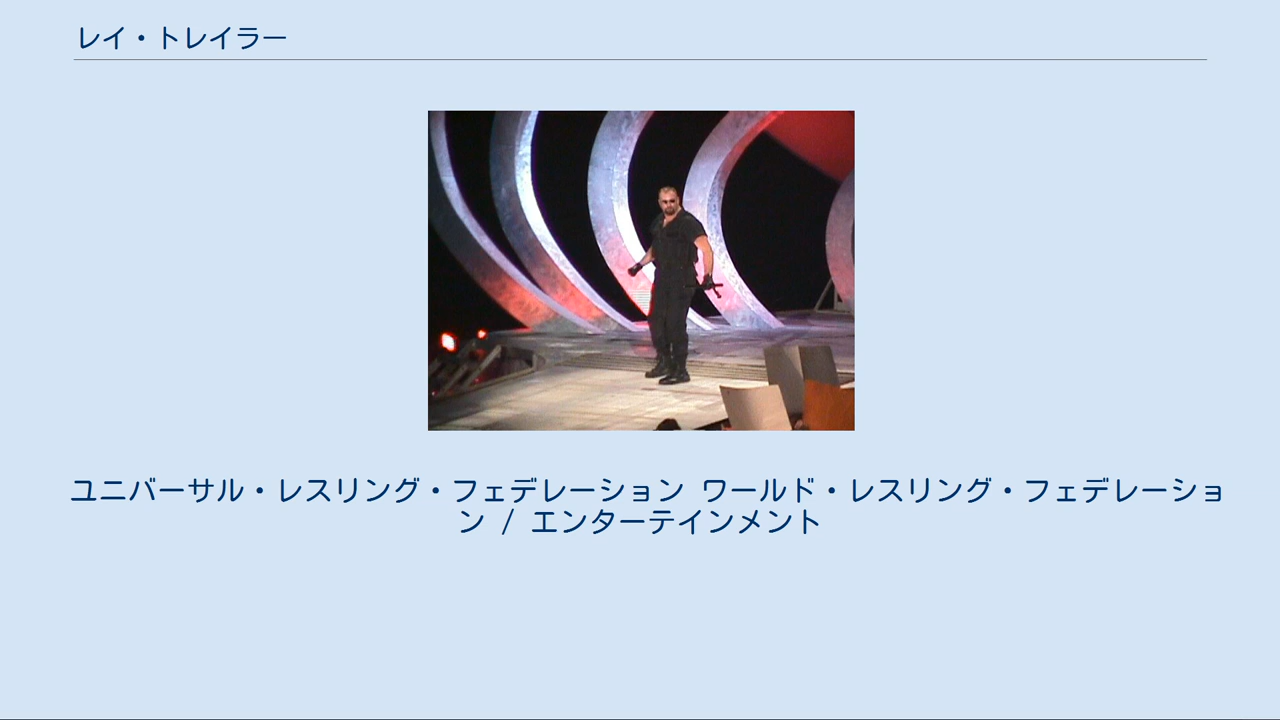 レイ・トレイラー
ユニバーサル・レスリング・フェデレーション ワールド・レスリング・フェデレーショ
ン / エンターテインメント